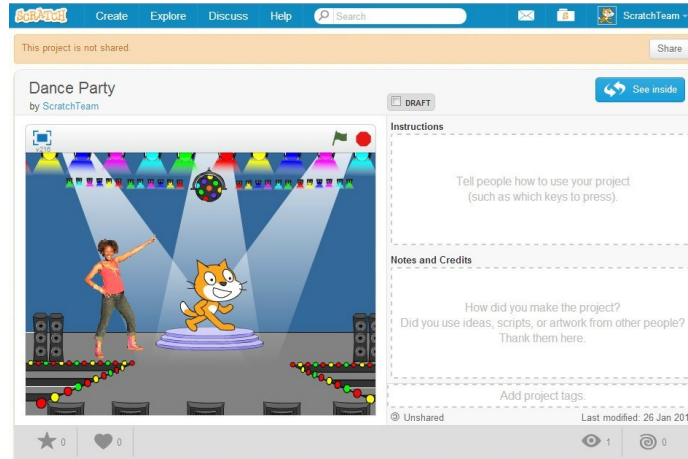 SCRATCH Create Explore Discuss Help Search ScratchTeam
This project is not shared. Share
Dance Party
by ScratchTeam
See inside
DRAFT
v216
Instructions
Tell people how to use your project
(such as which keys to press).
Notes and Credits
How did you make the project?
Did you use ideas, scripts, or artwork from other people?
Thank them here.
Add project tags.
Unshared Last modified: 26 Jan 201
0 0 1 0